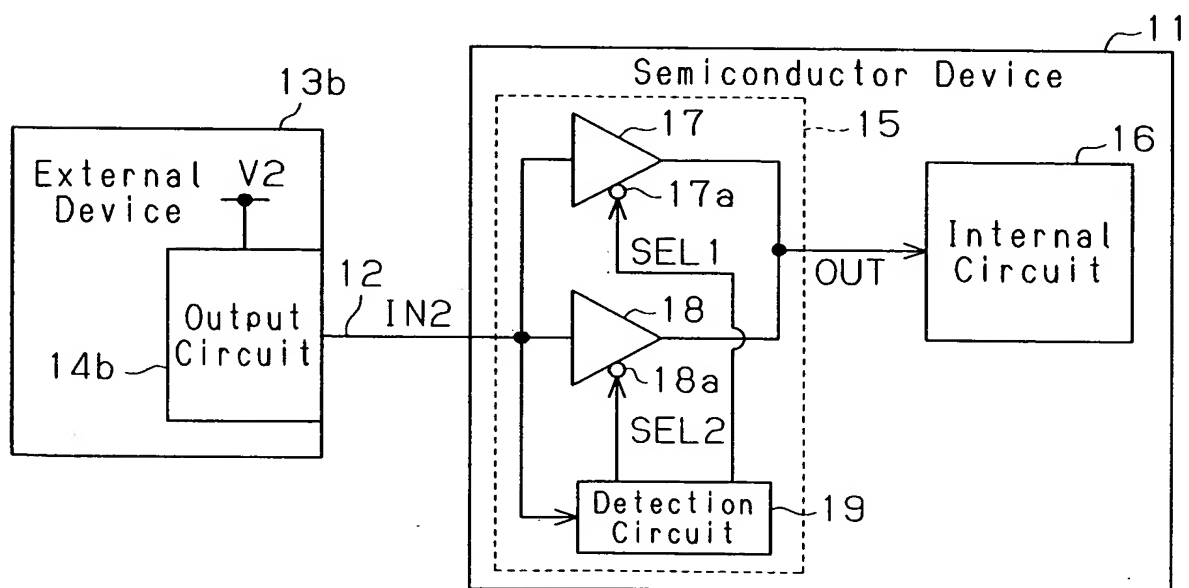 11
Semiconductor Device
13b
External
Device
V2
17
15
16
17a
SEL1
Internal
Circuit
OUT
12
IN2
18
Output
Circuit
14b
18a
SEL2
Detection
Circuit
19